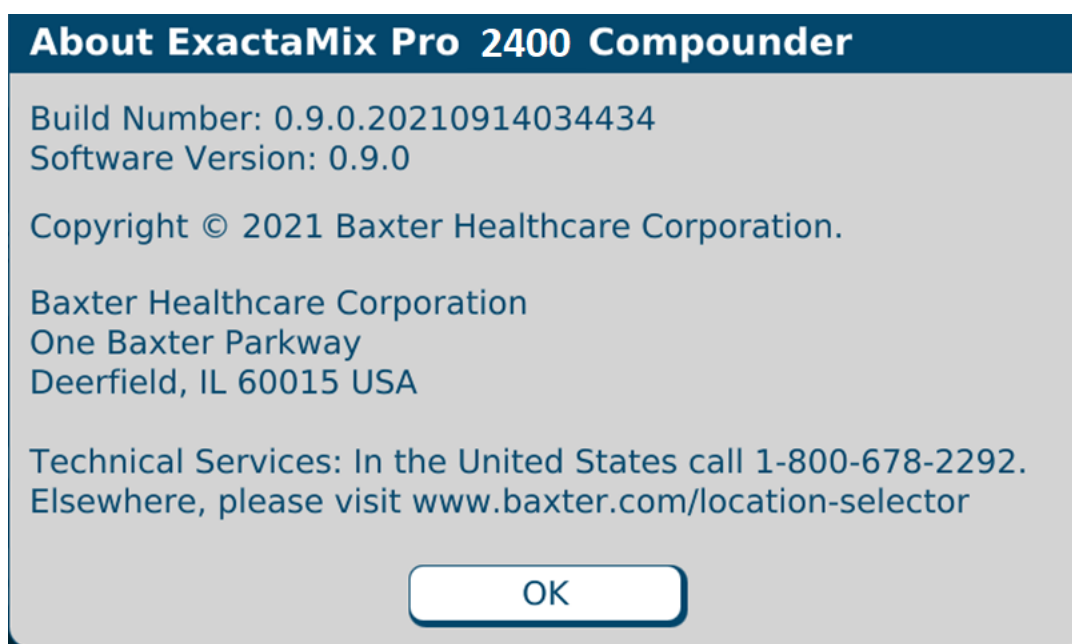 About ExactaMix Pro 2400 Compounder
Build Number: 0.9.0.20210914034434
Software Version: 0.9.0
Copyright © 2021 Baxter Healthcare Corporation.
Baxter Healthcare Corporation
One Baxter Parkway
Deerfield, IL 60015 USA
Technical Services: In the United States call 1-800-678-2292.
Elsewhere, please visit www.baxter.com/location-selector
OK